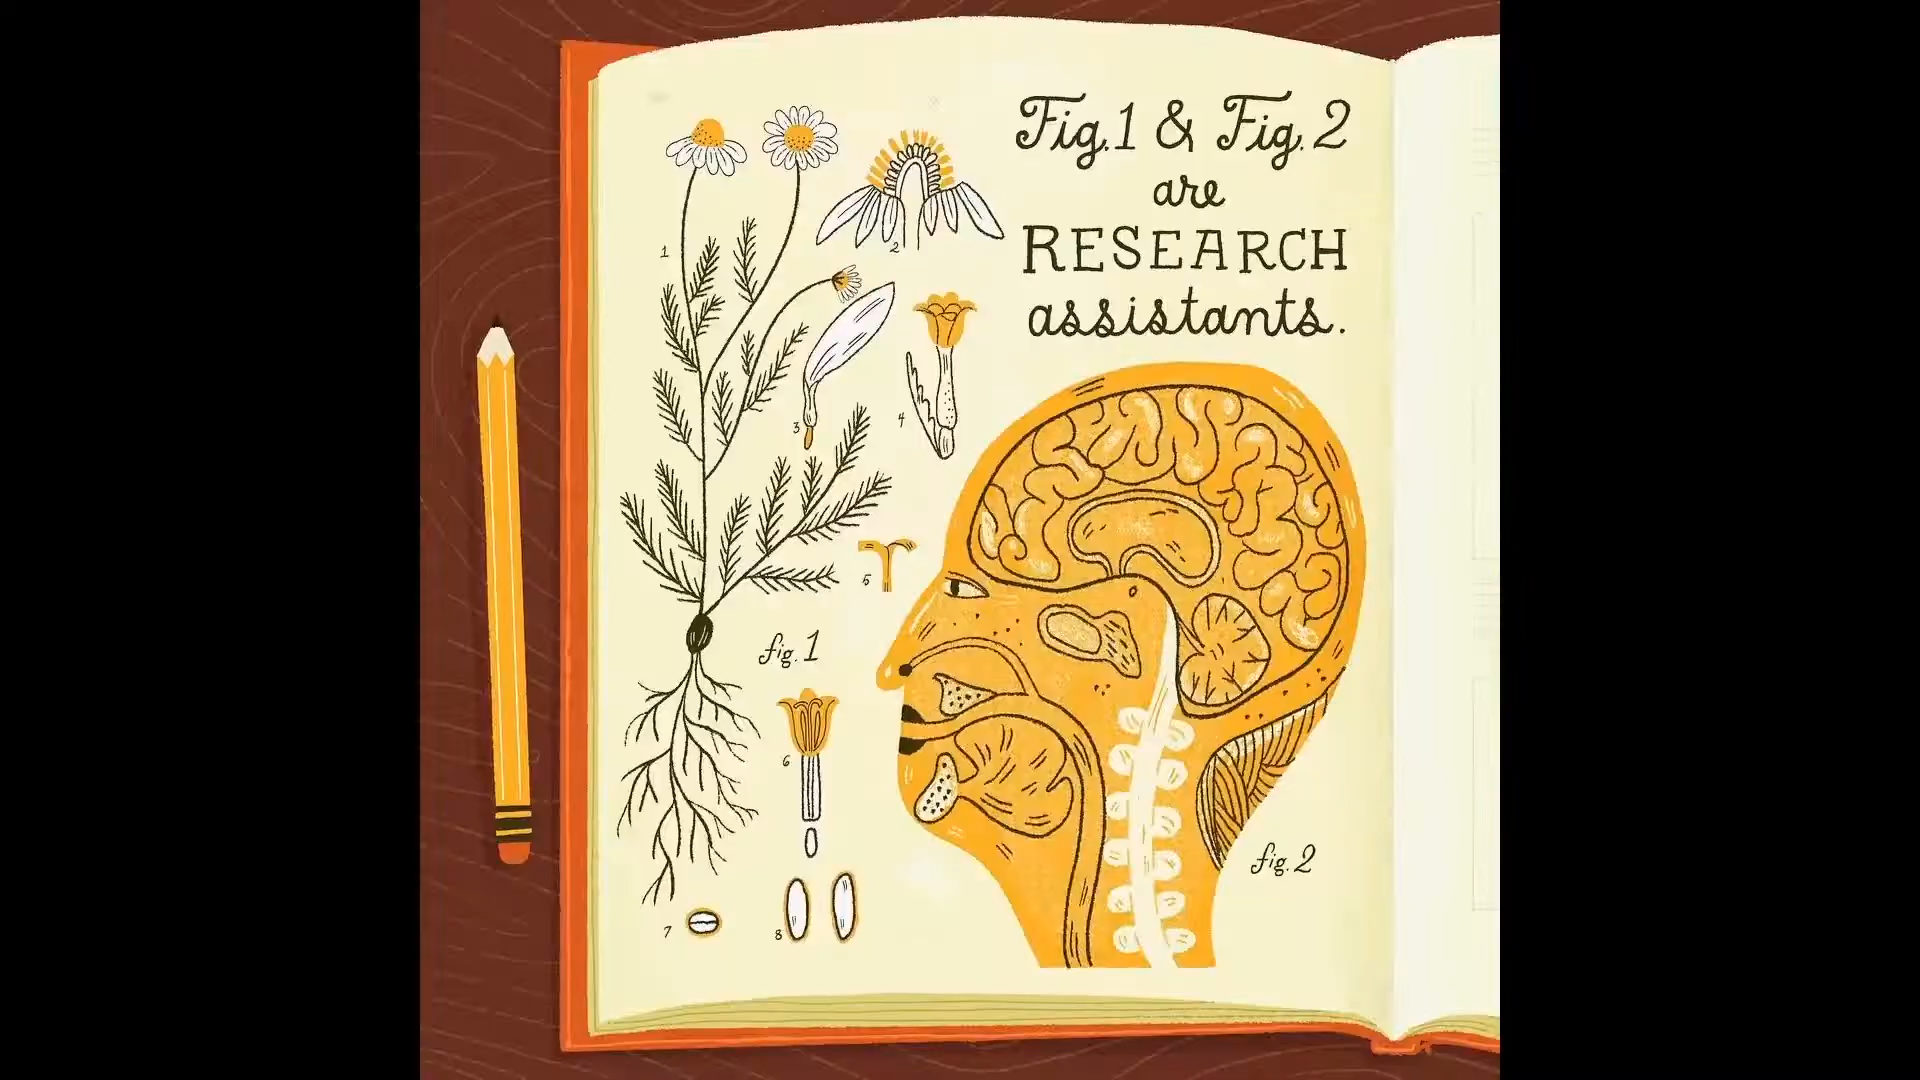 Fig. 1 & Fig. 2
are
RESEARCH
assistants.
1
2
3
4
5
fig. 1
6
fig. 2
7
8